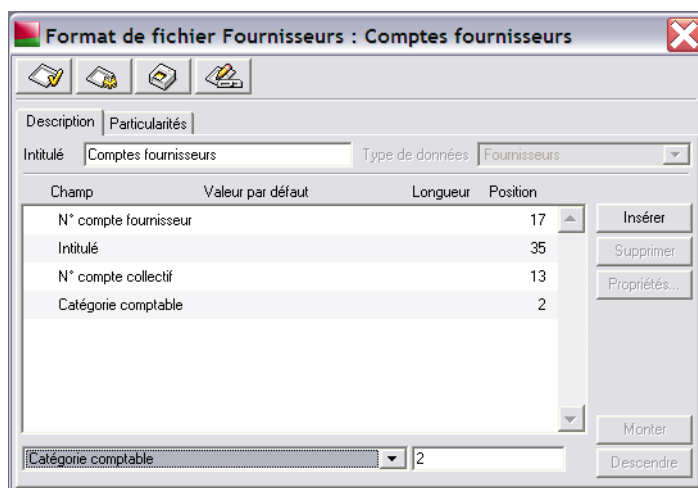 Format de fichier Fournisseurs : Comptes fournisseurs
Description Particularités
Intitulé Comptes fournisseurs Type de données Fournisseurs
Champ Valeur par défaut Longueur Position
N° compte fournisseur 17 Insérer
Intitulé 35 Supprimer
N° compte collectif 13 Propriétés...
Catégorie comptable 2
Monter
Catégorie comptable 2 Descendre